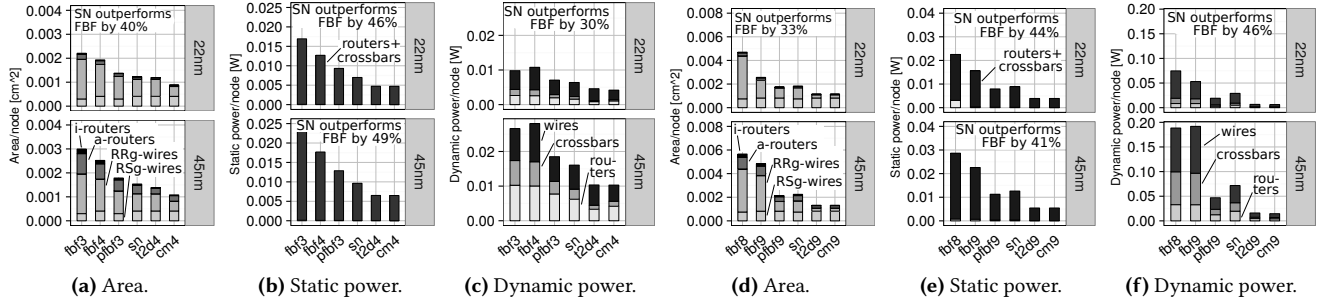 SN outperforms
FBF by 40%
Area/node [cm^2]
0.004
0.003
0.002
0.001
0.000
22nm
0.004
0.003
0.002
0.001
0.000
i-routers
a-routers
RRg-wires
RSg-wires
45nm
fbf3
fbf4
pfbf3
sn
t2d4
cm4
(a) Area.
SN outperforms
FBF by 46%
routers+
crossbars
Static power/node [W]
0.025
0.020
0.015
0.010
0.005
0.000
22nm
SN outperforms
FBF by 49%
0.025
0.020
0.015
0.010
0.005
0.000
45nm
fbf3
fbf4
pfbf3
sn
t2d4
cm4
(b) Static power.
SN outperforms
FBF by 30%
Dynamic power/node [W]
0.02
0.01
0.00
22nm
wires
crossbars
rou-
ters
0.02
0.01
0.00
45nm
fbf3
fbf4
pfbf3
sn
t2d4
cm4
(c) Dynamic power.
SN outperforms
FBF by 33%
Area/node [cm^2]
0.008
0.006
0.004
0.002
0.000
22nm
i-routers
a-routers
RRg-wires
RSg-wires
0.008
0.006
0.004
0.002
0.000
45nm
fbf8
fbf9
pfbf9
sn
t2d9
cm9
(d) Area.
SN outperforms
FBF by 44%
routers+
crossbars
Static power/node [W]
0.04
0.03
0.02
0.01
0.00
22nm
SN outperforms
FBF by 41%
0.04
0.03
0.02
0.01
0.00
45nm
fbf8
fbf9
pfbf9
sn
t2d9
cm9
(e) Static power.
SN outperforms
FBF by 46%
Dynamic power/node [W]
0.20
0.15
0.10
0.05
0.00
22nm
wires
crossbars
rou-
ters
0.20
0.15
0.10
0.05
0.00
45nm
fbf8
fbf9
pfbf9
sn
t2d9
cm9
(f) Dynamic power.